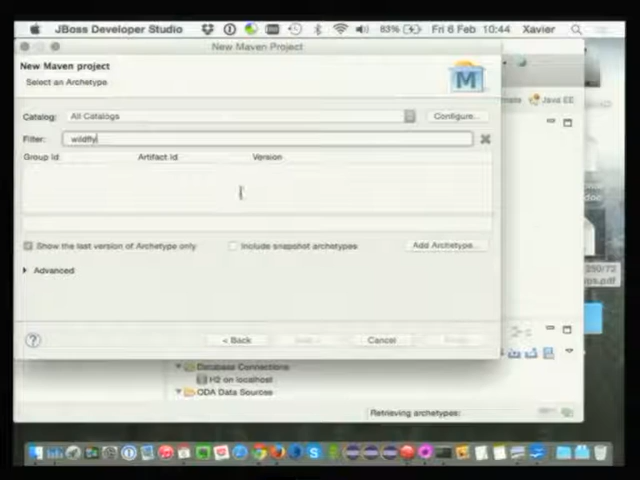 JBoss Developer Studio 83% Fri 6 Feb 10:44 Xavier
New Maven Project
New Maven project
Select an Archetype
Java EE
Catalog: All Catalogs Configure...
Filter: wildfly
Group Id Artifact Id Version
doc
Show the last version of Archetype only Include snapshot archetypes Add Archetype...
Advanced
? < Back Cancel
Database Connections
H2 on localhost
ODA Data Sources
Retrieving archetypes: